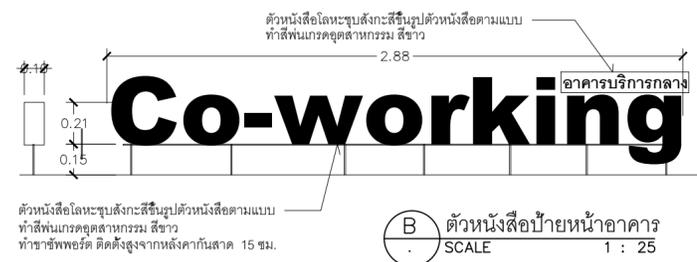 ตัวหนังสือโลหะชุบสังกะสีขึ้นรูปตัวหนังสือตามแบบ
ทำสีพ่นเกรดอุตสาหกรรม สีขาว
2.88
0.10
อาคารบริการกลาง
Co-working
0.21
0.15
ตัวหนังสือโลหะชุบสังกะสีขึ้นรูปตัวหนังสือตามแบบ
ทำสีพ่นเกรดอุตสาหกรรม สีขาว
ทำขาซัพพอร์ต ติดตั้งสูงจากหลังคากันสาด 15 ซม.
B ตัวหนังสือป้ายหน้าอาคาร
. SCALE 1 : 25